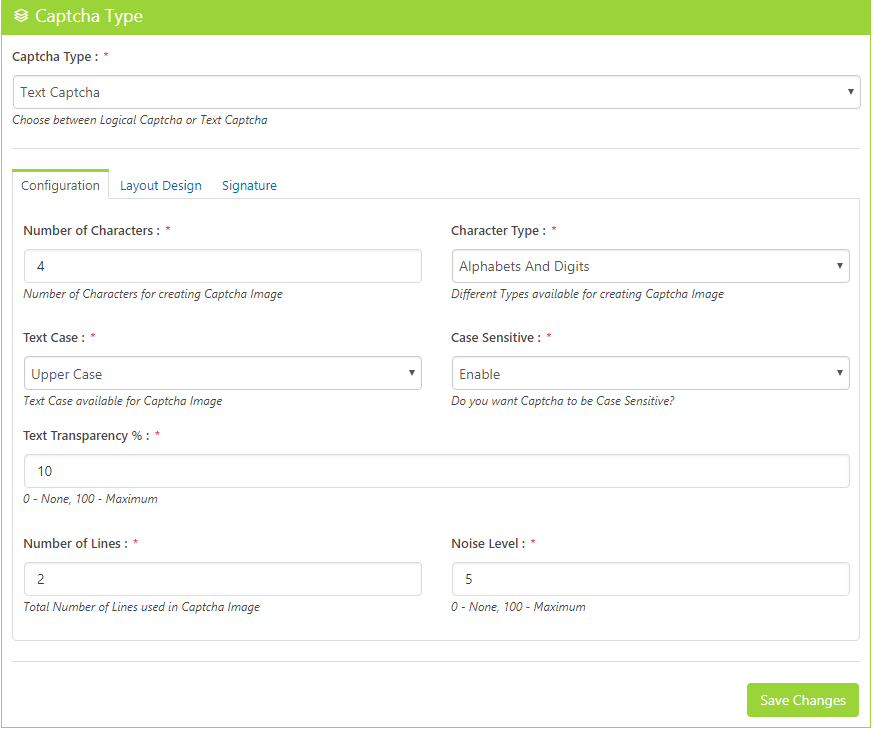 Captcha Type
Captcha Type : *
Text Captcha
Choose between Logical Captcha or Text Captcha
Configuration Layout Design Signature
Number of Characters : * Character Type : *
4 Alphabets And Digits
Number of Characters for creating Captcha Image Different Types available for creating Captcha Image
Text Case : * Case Sensitive : *
Upper Case Enable
Text Case available for Captcha Image Do you want Captcha to be Case Sensitive?
Text Transparency % : *
10
0 - None, 100 - Maximum
Number of Lines : * Noise Level : *
2 5
Total Number of Lines used in Captcha Image 0 - None, 100 - Maximum
Save Changes